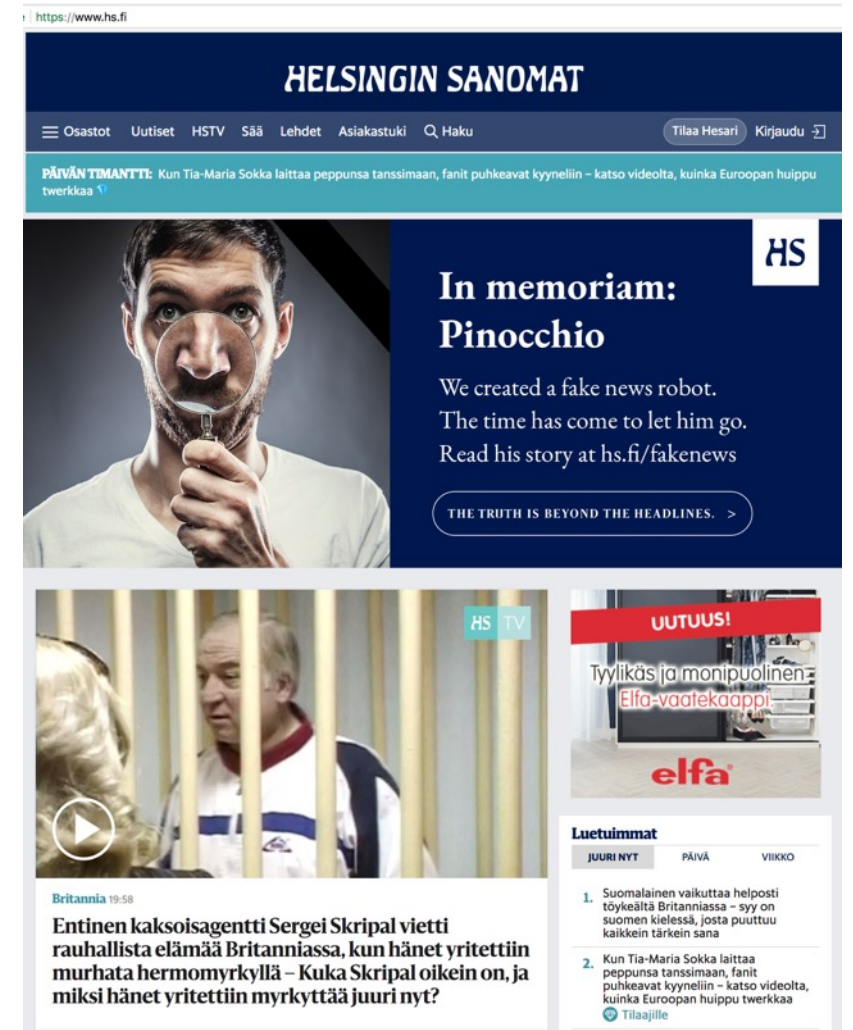 https://www.hs.fi
HELSINGIN SANOMAT
Osastot Uutiset HSTV Sää Lehdet Asiakastuki Haku Tilaa Hesari Kirjaudu
PÄIVÄN TIMANTTI: Kun Tia-Maria Sokka laittaa peppunsa tanssimaan, fanit puhkeavat kyyneliin – katso videolta, kuinka Euroopan huippu
twerkkaa
HS
In memoriam:
Pinocchio
We created a fake news robot.
The time has come to let him go.
Read his story at hs.fi/fakenews
THE TRUTH IS BEYOND THE HEADLINES. >
HS TV
Britannia 19:58
Entinen kaksoisagentti Sergei Skripal vietti
rauhallista elämää Britanniassa, kun hänet yritettiin
murhata hermomyrkyllä – Kuka Skripal oikein on, ja
miksi hänet yritettiin myrkyttää juuri nyt?
UUTUUS!
Tyylikäs ja monipuolinen
Elfa-vaatekaappi.
elfa
Luetuimmat
JUURI NYT PÄIVÄ VIIKKO
1. Suomalainen vaikuttaa helposti
töykeältä Britanniassa – syy on
suomen kielessä, josta puuttuu
kaikkein tärkein sana
2. Kun Tia-Maria Sokka laittaa
peppunsa tanssimaan, fanit
puhkeavat kyyneliin – katso videolta,
kuinka Euroopan huippu twerkkaa
Tilaajille